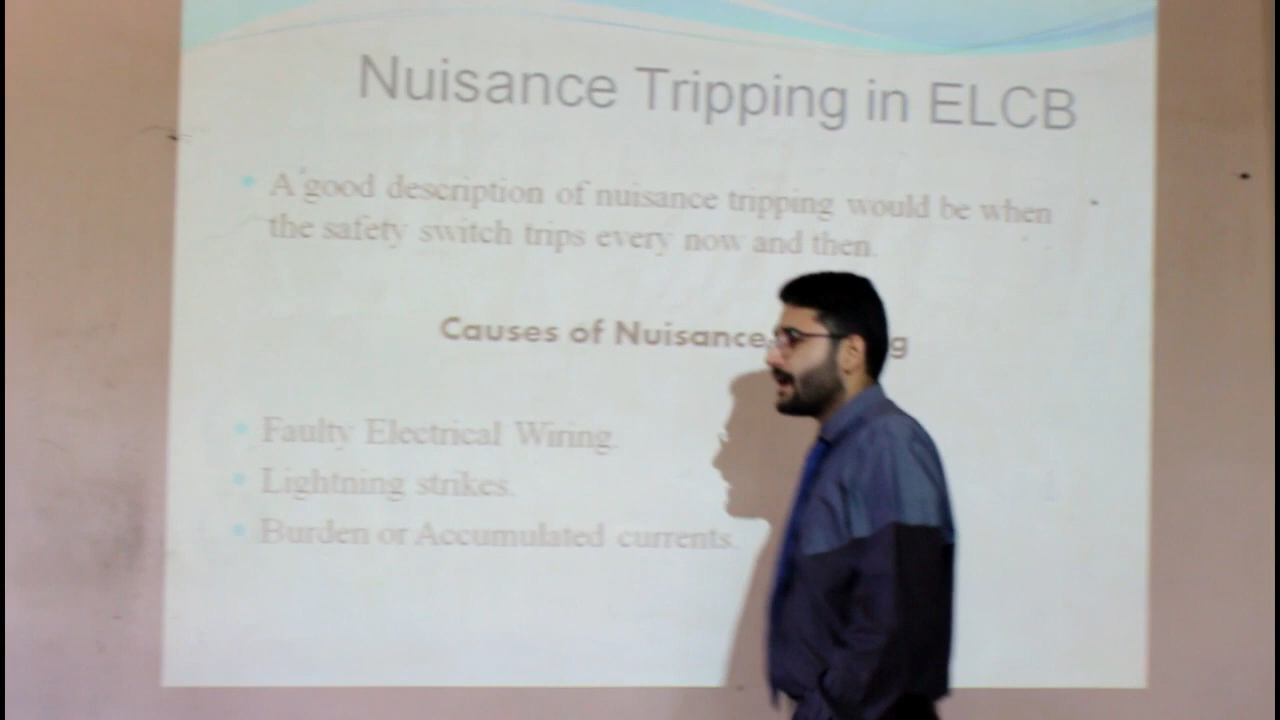 Nuisance Tripping in ELCB
A good description of nuisance tripping would be when
the safety switch trips every now and then.
Causes of Nuisance g
Faulty Electrical Wiring.
Lightning strikes.
Burden or Accumulated currents.